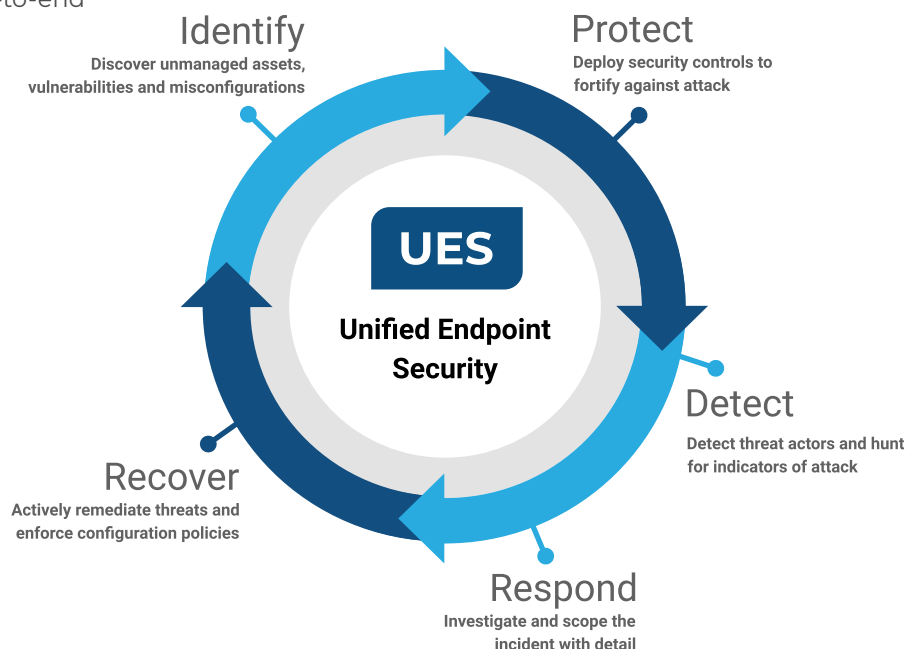 -to-end
Identify
Discover unmanaged assets,
vulnerabilities and misconfigurations
Protect
Deploy security controls to
fortify against attack
UES
Unified Endpoint
Security
Detect
Detect threat actors and hunt
for indicators of attack
Recover
Actively remediate threats and
enforce configuration policies
Respond
Investigate and scope the
incident with detail